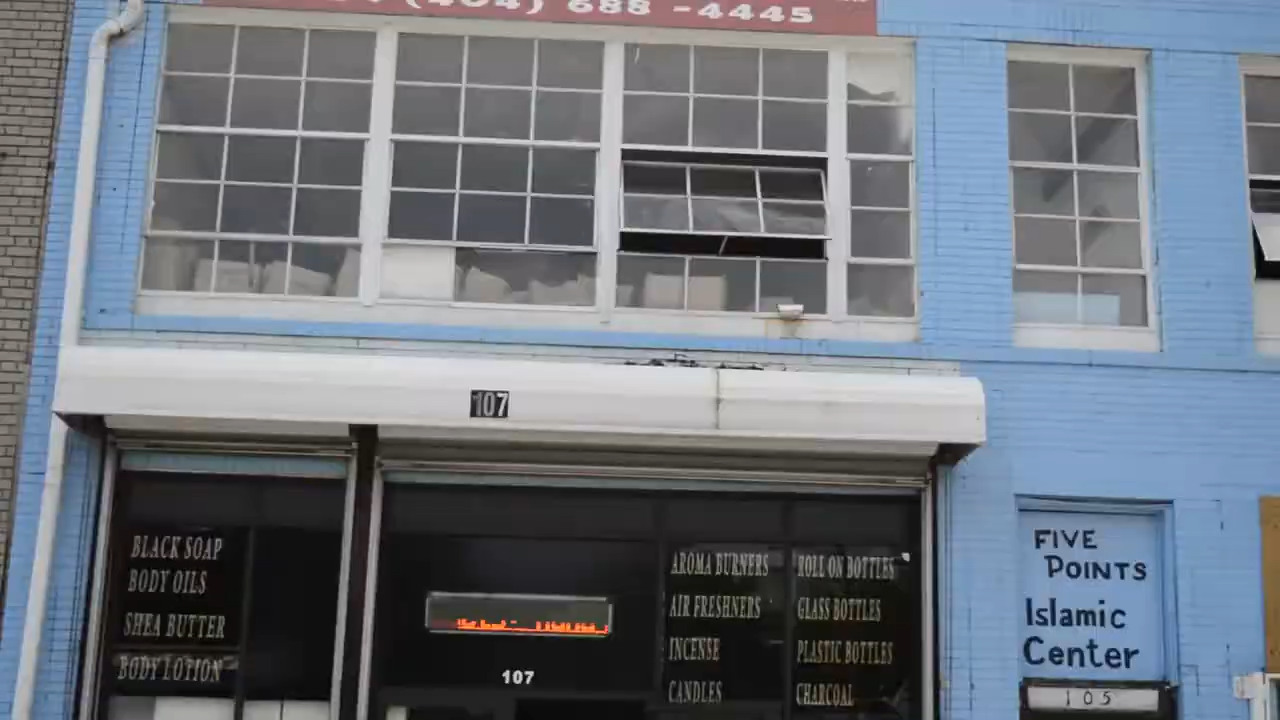 (404) 688-4445
107
BLACK SOAP
BODY OILS
SHEA BUTTER
BODY LOTION
107
AROMA BURNERS
AIR FRESHNERS
INCENSE
CANDLES
ROLL ON BOTTLES
GLASS BOTTLES
PLASTIC BOTTLES
CHARCOAL
FIVE
POINTS
Islamic
Center
105